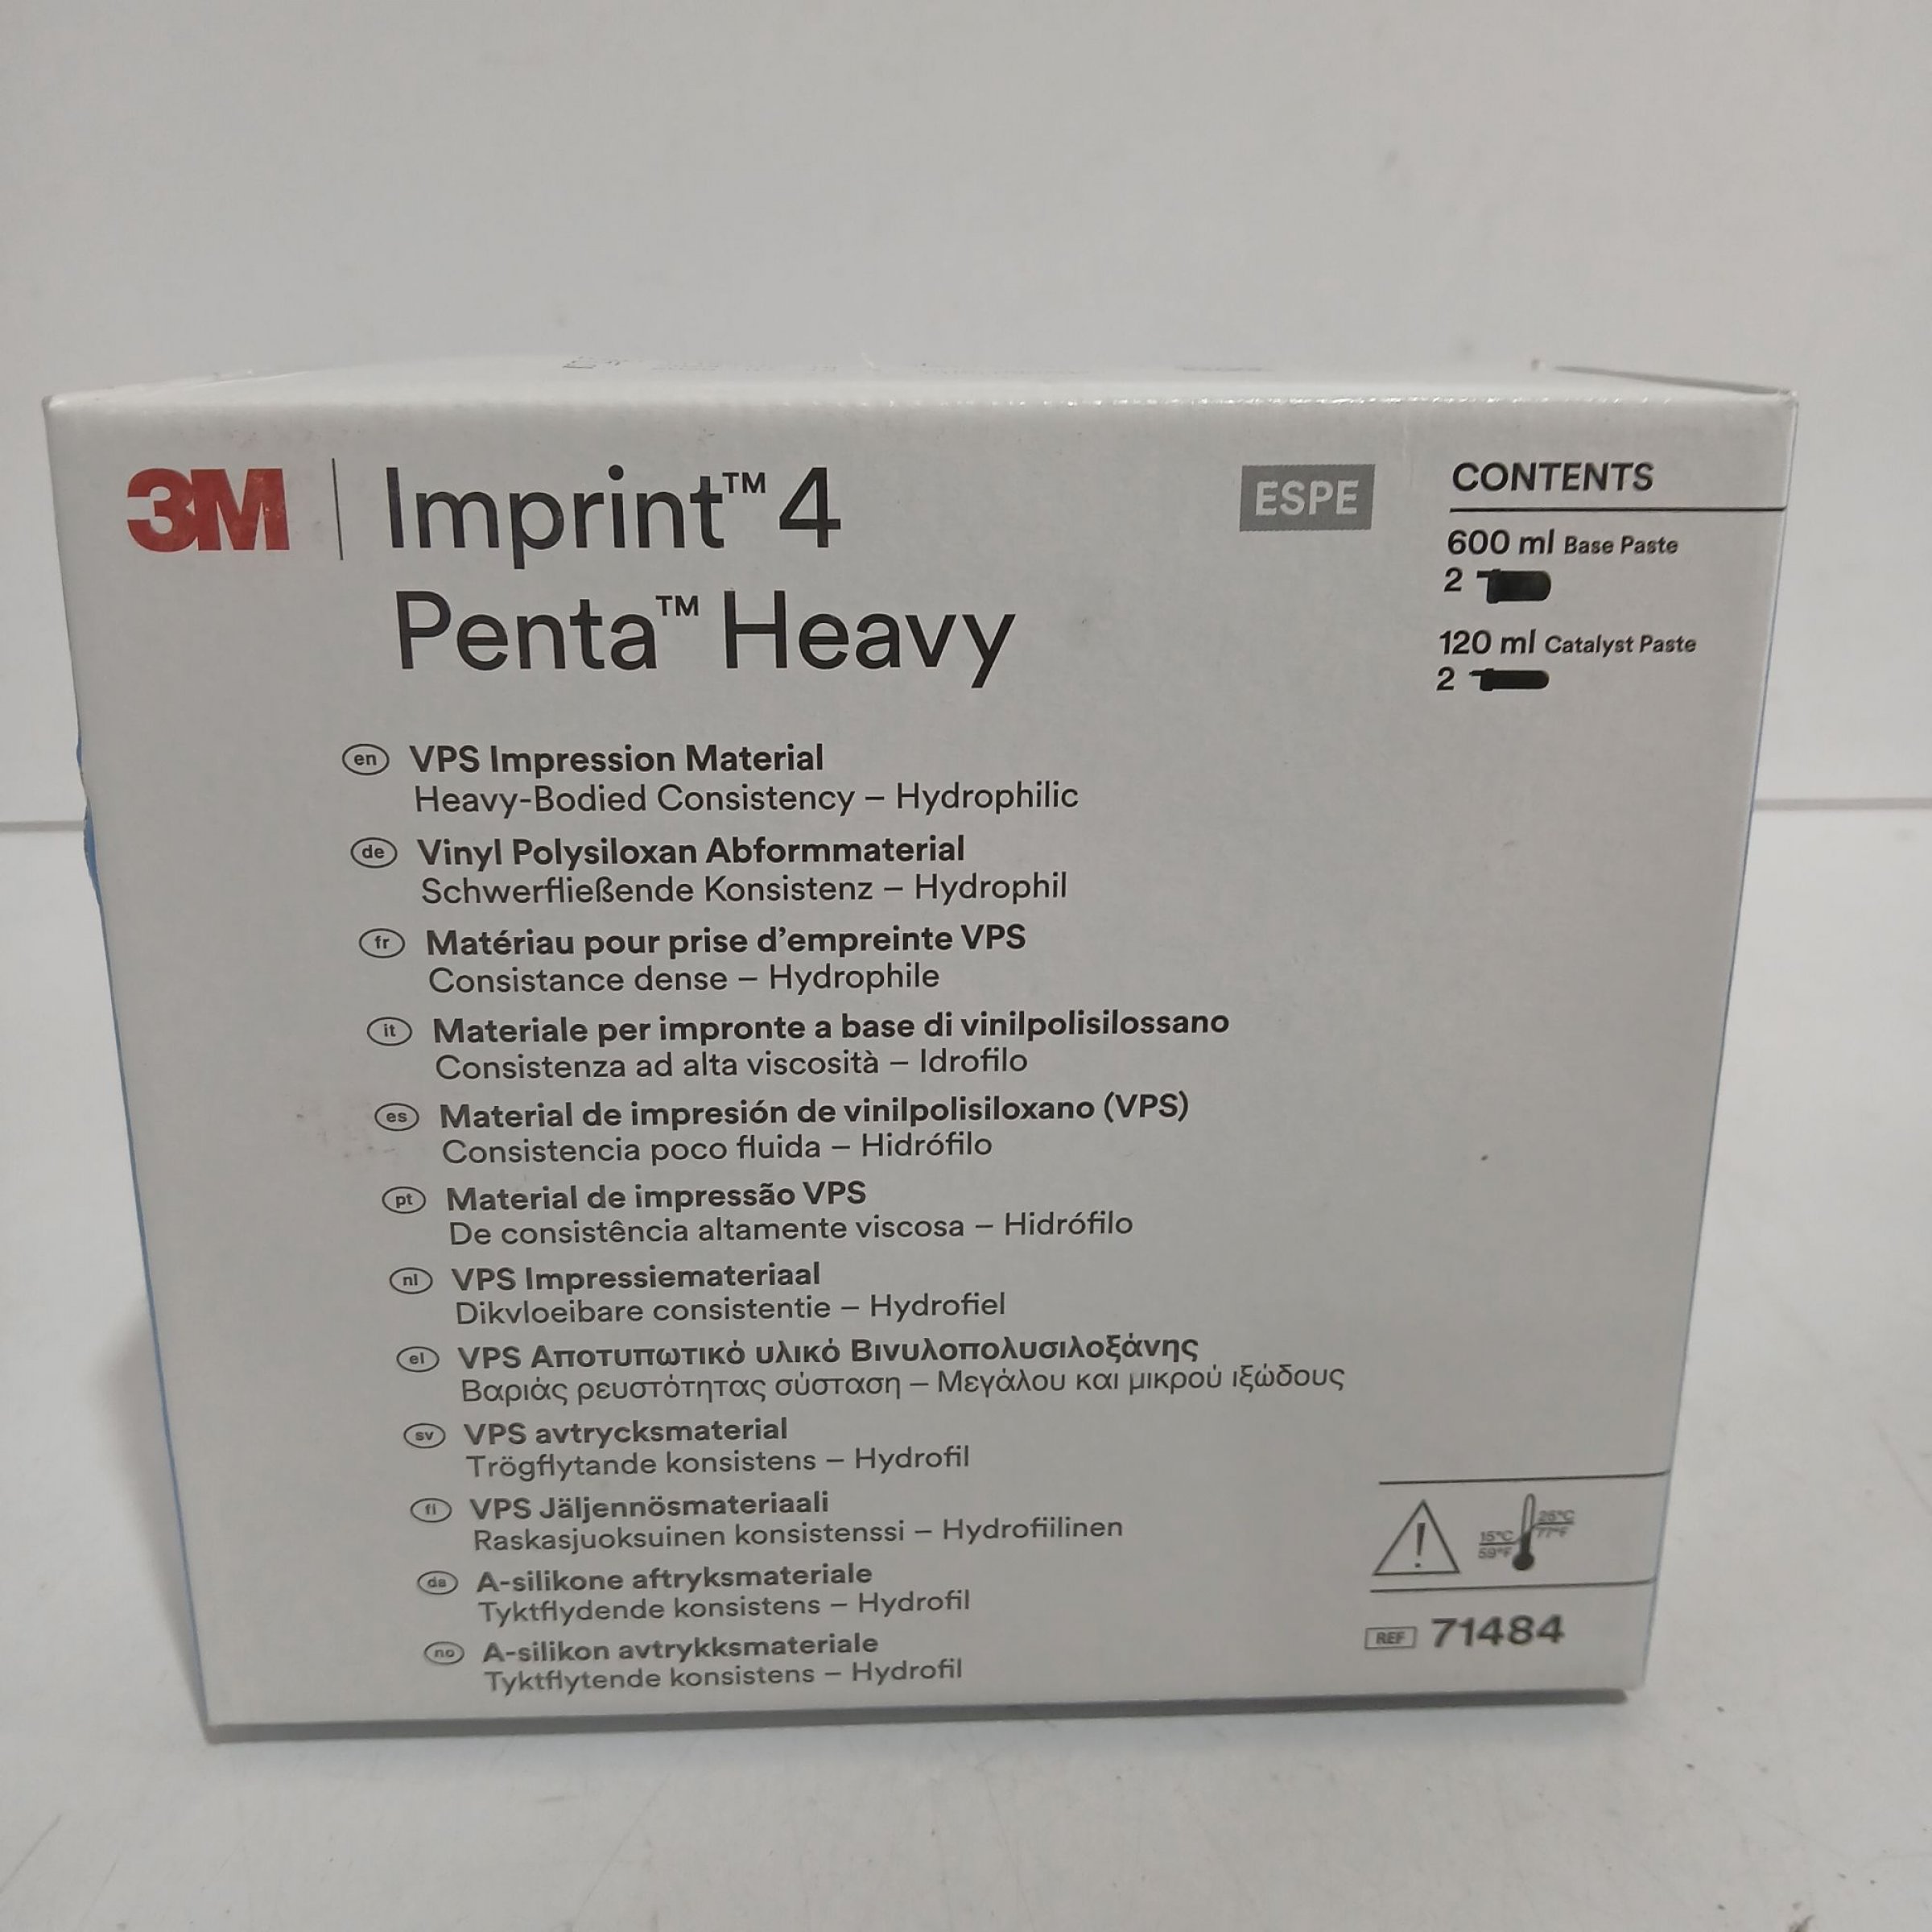 3M
Imprint™ 4
Penta™ Heavy
ESPE
CONTENTS
600 ml Base Paste
2
120 ml Catalyst Paste
2
en VPS Impression Material
Heavy-Bodied Consistency – Hydrophilic
de Vinyl Polysiloxan Abformmaterial
Schwerfließende Konsistenz – Hydrophil
fr Matériau pour prise d’empreinte VPS
Consistance dense – Hydrophile
it Materiale per impronte a base di vinilpolisilossano
Consistenza ad alta viscosità – Idrofilo
es Material de impresión de vinilpolisiloxano (VPS)
Consistencia poco fluida – Hidrófilo
pt Material de impressão VPS
De consistência altamente viscosa – Hidrófilo
nl VPS Impressiemateriaal
Dikvloeibare consistentie – Hydrofiel
el VPS Αποτυπωτικό υλικό Βινυλοπολυσιλοξάνης
Βαριάς ρευστότητας σύσταση – Μεγάλου και μικρού ιξώδους
sv VPS avtrycksmaterial
Trögflytande konsistens – Hydrofil
fi VPS Jäljennösmateriaali
Raskasjuoksuinen konsistenssi – Hydrofiilinen
da A-silikone aftryksmateriale
Tyktflydende konsistens – Hydrofil
no A-silikon avtrykksmateriale
Tyktflytende konsistens – Hydrofil
25°C
77°F
15°C
59°F
REF 71484